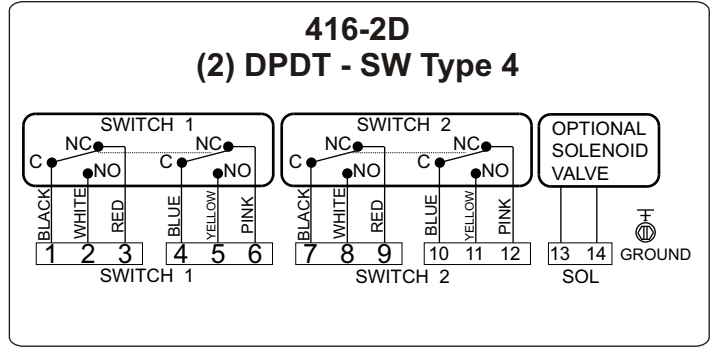 416-2D
(2) DPDT - SW Type 4
SWITCH 1
NC
NC
C
NO
C
NO
BLACK
WHITE
RED
BLUE
YELLOW
PINK
1 2 3
4 5 6
SWITCH 1
SWITCH 2
NC
NC
C
NO
C
NO
BLACK
WHITE
RED
BLUE
YELLOW
PINK
7 8 9
10 11 12
SWITCH 2
OPTIONAL
SOLENOID
VALVE
13 14
SOL
GROUND